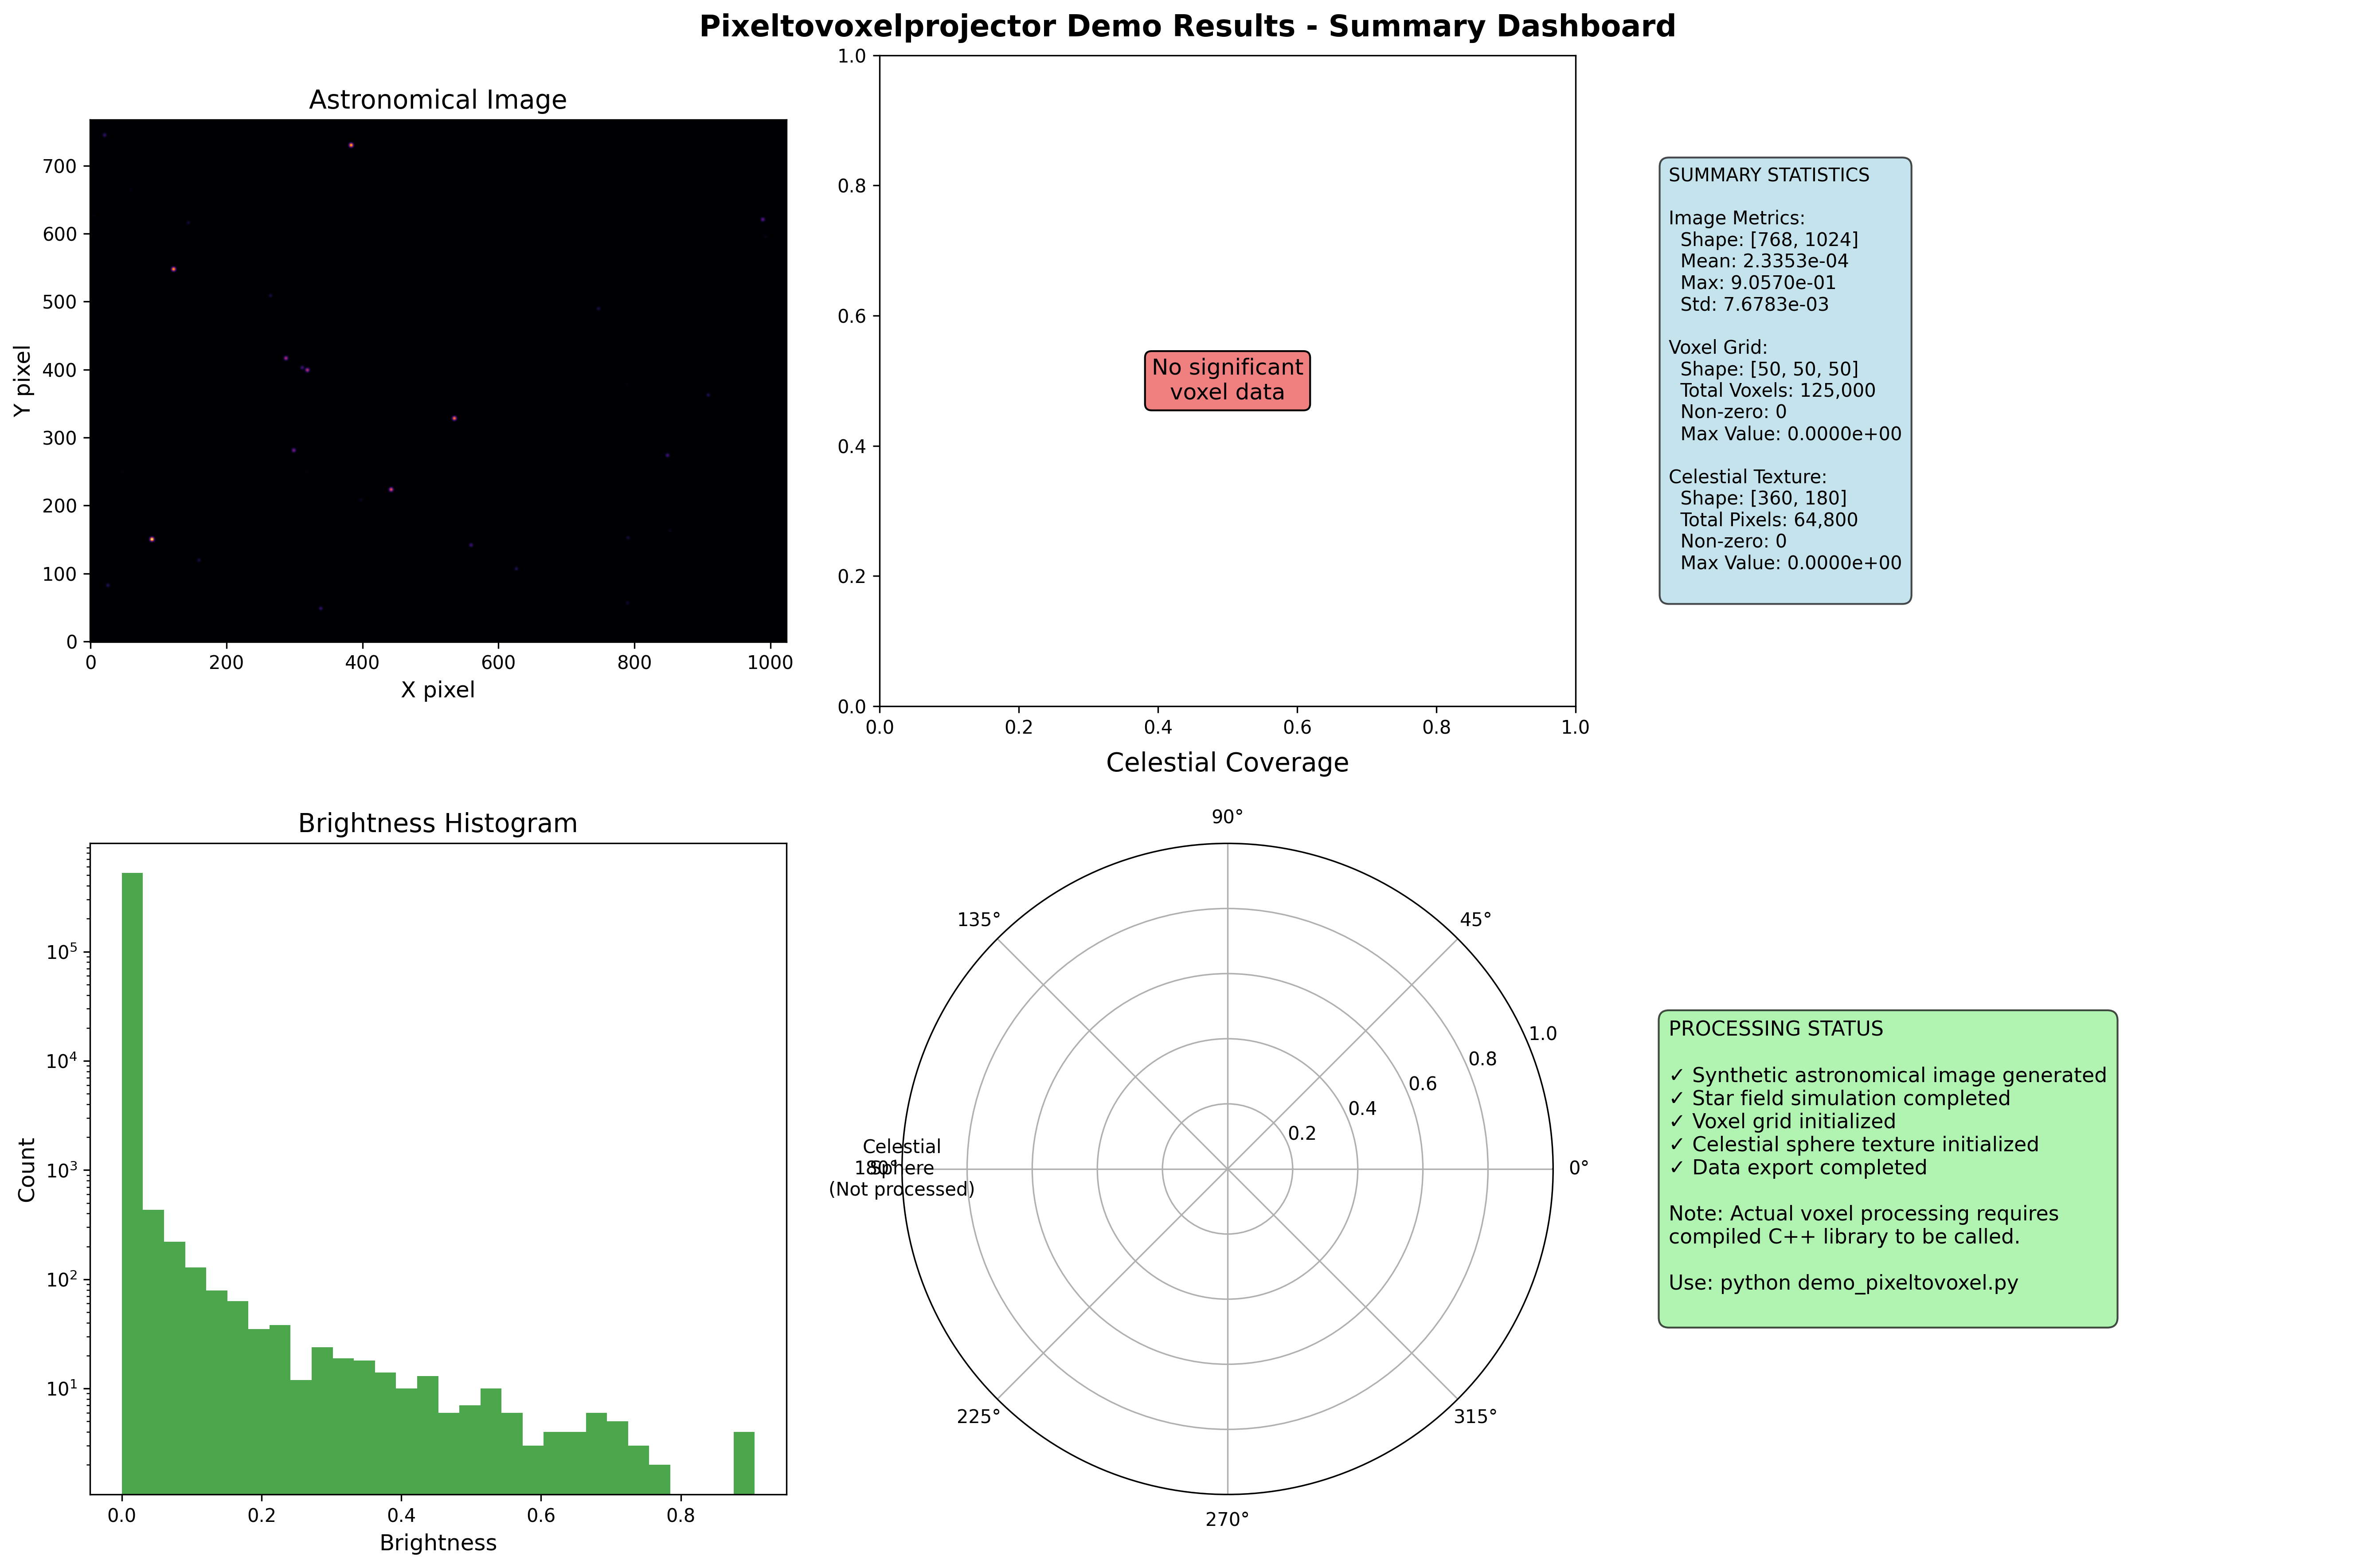 Pixeltovoxelprojector Demo Results - Summary Dashboard
Astronomical Image
700
600
500
400
300
200
100
0
0 200 400 600 800 1000
X pixel
Y pixel
1.0
0.8
0.6
0.4
0.2
0.0
0.0 0.2 0.4 0.6 0.8 1.0
No significant
voxel data
SUMMARY STATISTICS
Image Metrics:
Shape: [768, 1024]
Mean: 2.3353e-04
Max: 9.0570e-01
Std: 7.6783e-03
Voxel Grid:
Shape: [50, 50, 50]
Total Voxels: 125,000
Non-zero: 0
Max Value: 0.0000e+00
Celestial Texture:
Shape: [360, 180]
Total Pixels: 64,800
Non-zero: 0
Max Value: 0.0000e+00
Brightness Histogram
10⁵
10⁴
10³
10²
10¹
0.0 0.2 0.4 0.6 0.8
Brightness
Count
Celestial Coverage
90°
135°
45°
180°
0°
225°
315°
270°
1.0
0.8
0.6
0.4
0.2
Celestial
Sphere
(Not processed)
PROCESSING STATUS
✓ Synthetic astronomical image generated
✓ Star field simulation completed
✓ Voxel grid initialized
✓ Celestial sphere texture initialized
✓ Data export completed
Note: Actual voxel processing requires
compiled C++ library to be called.
Use: python demo_pixeltovoxel.py